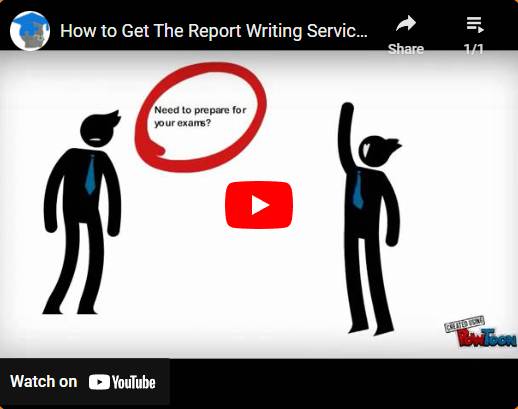 How to Get The Report Writing Servic...
Share
1/1
Need to prepare for
your exams?
CREATED USING
POWTOON
Watch on YouTube